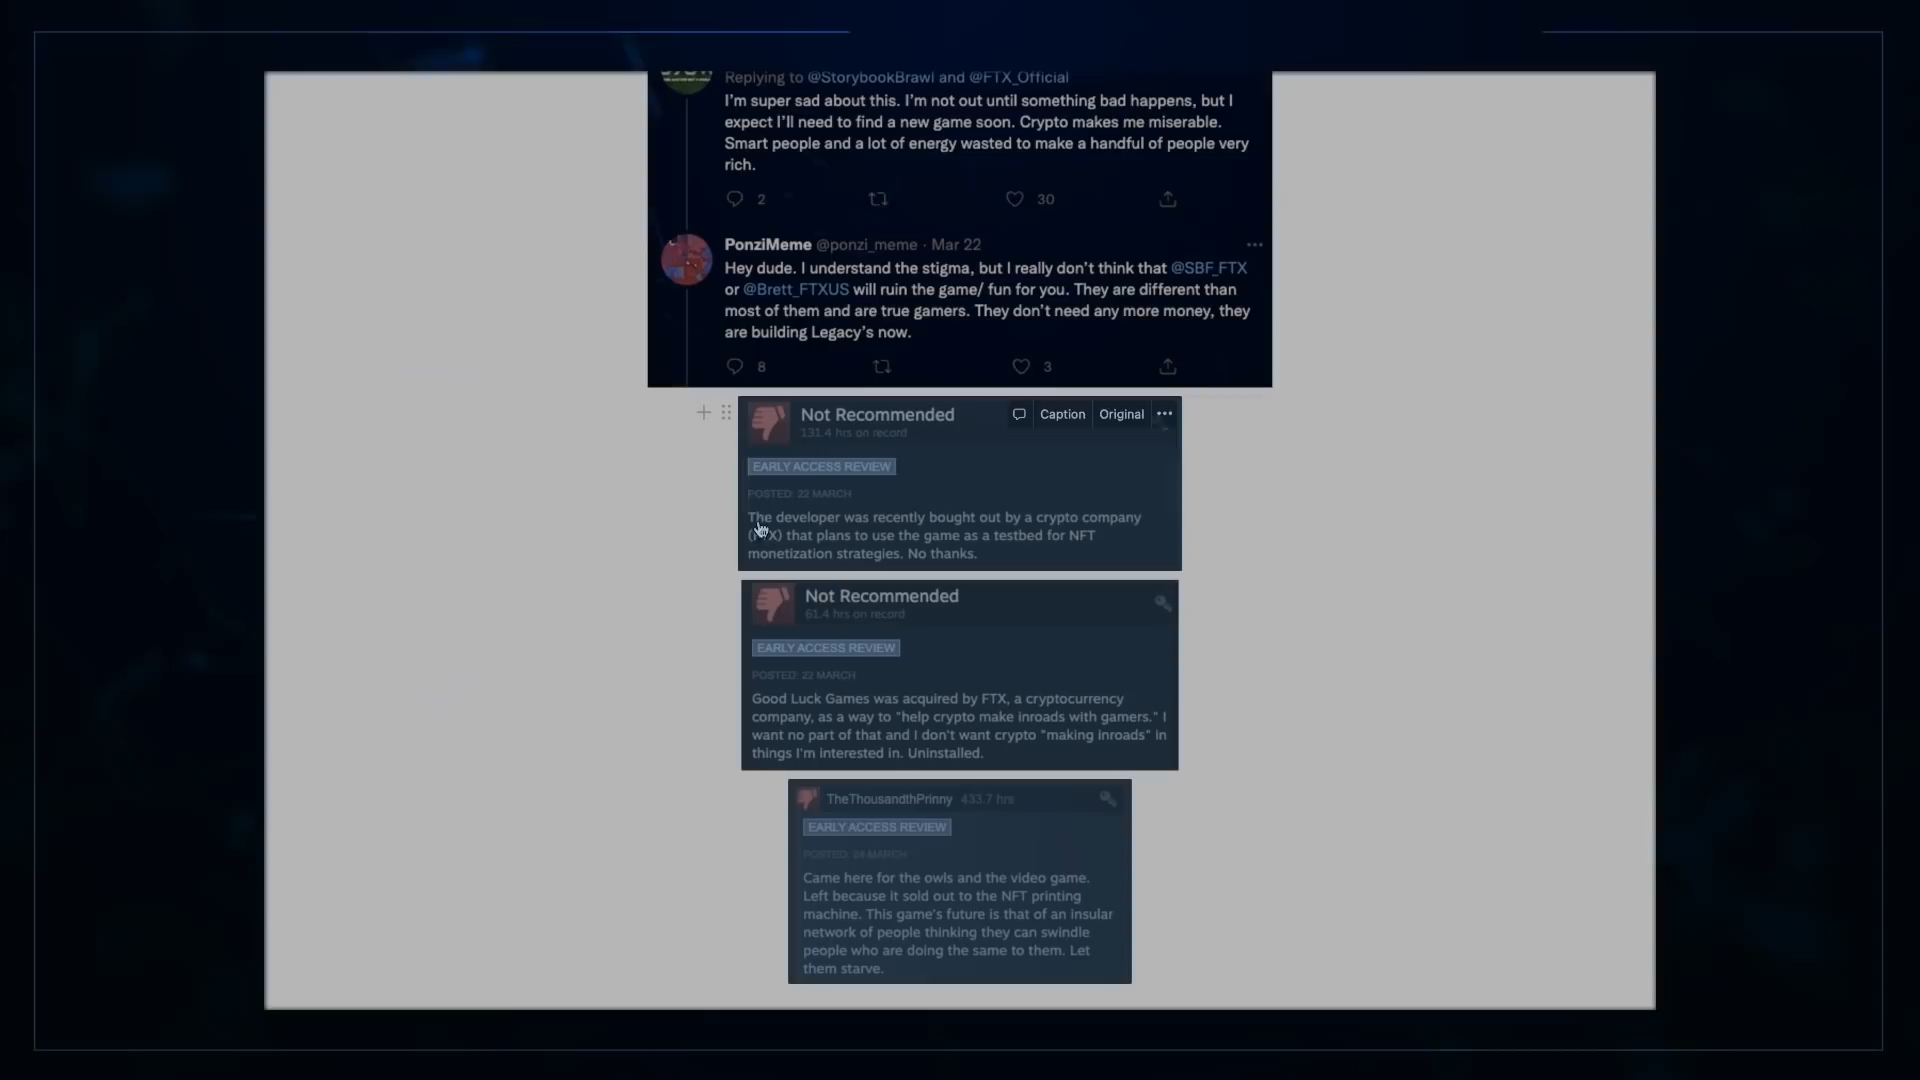 Replying to @StorybookBrawl and @FTX_Official
I'm super sad about this. I'm not out until something bad happens, but I
expect I'll need to find a new game soon. Crypto makes me miserable.
Smart people and a lot of energy wasted to make a handful of people very
rich.
2 30
PonziMeme @ponzi_meme · Mar 22
Hey dude. I understand the stigma, but I really don't think that @SBF_FTX
or @Brett_FTXUS will ruin the game/ fun for you. They are different than
most of them and are true gamers. They don't need any more money, they
are building Legacy's now.
8 3
Not Recommended
Caption Original
131.4 hrs on record
EARLY ACCESS REVIEW
POSTED: 22 MARCH
The developer was recently bought out by a crypto company
(FTX) that plans to use the game as a testbed for NFT
monetization strategies. No thanks.
Not Recommended
61.4 hrs on record
EARLY ACCESS REVIEW
POSTED: 22 MARCH
Good Luck Games was acquired by FTX, a cryptocurrency
company, as a way to "help crypto make inroads with gamers." I
want no part of that and I don't want crypto "making inroads" in
things I'm interested in. Uninstalled.
TheThousandthPrinny 433.7 hrs
EARLY ACCESS REVIEW
POSTED: 24 MARCH
Came here for the owls and the video game.
Left because it sold out to the NFT printing
machine. This game's future is that of an insular
network of people thinking they can swindle
people who are doing the same to them. Let
them starve.